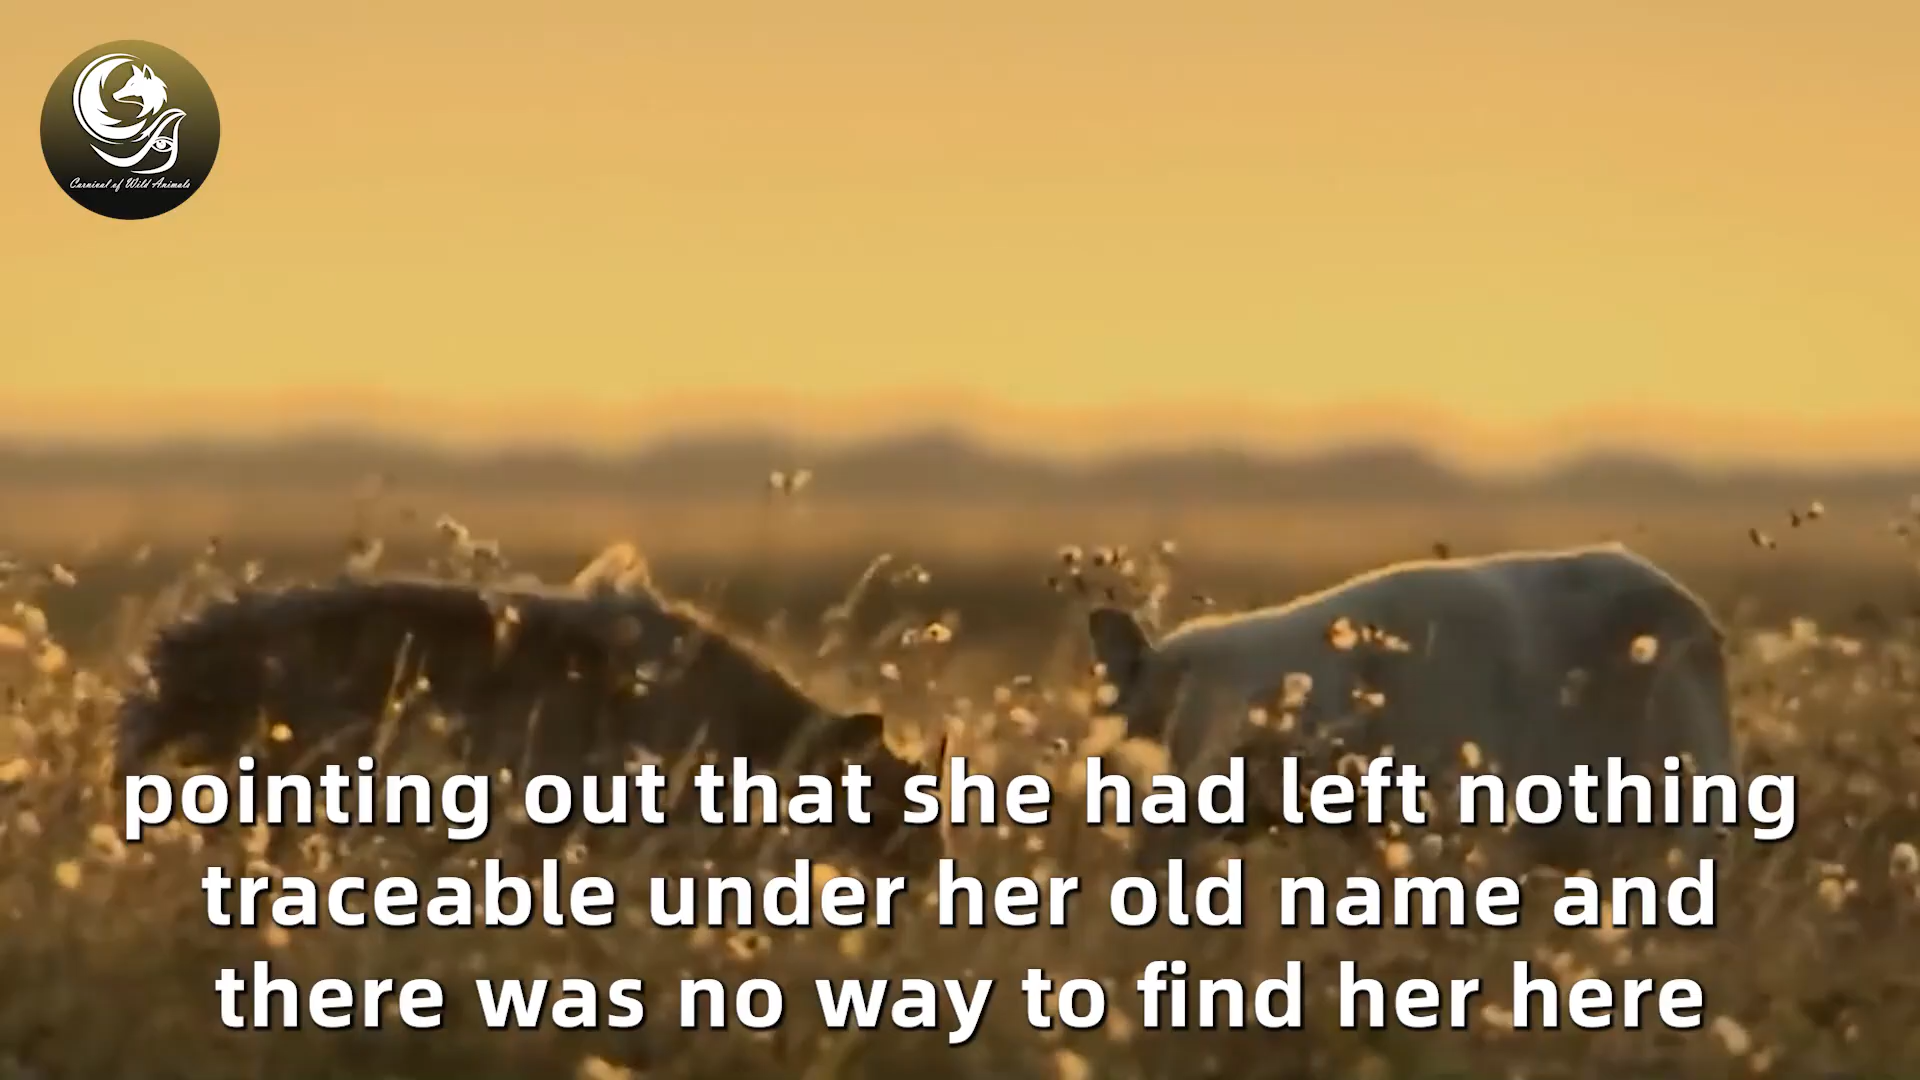 Carnival of Wild Animals
pointing out that she had left nothing
traceable under her old name and
there was no way to find her here